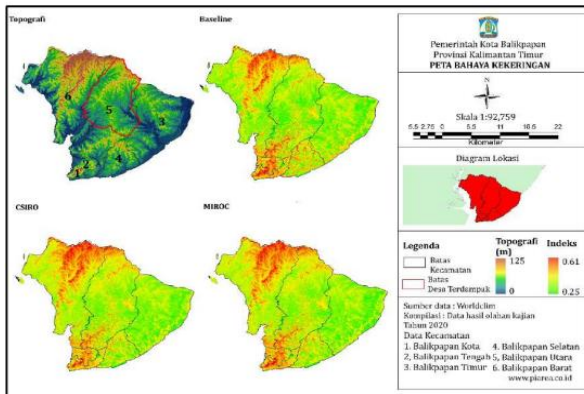 Topografi
Baseline
6
5
3
2
4
1
CSIRO
MIROC
Pemerintah Kota Balikpapan
Provinsi Kalimantan Timur
PETA BAHAYA KEKERINGAN
N
Skala 1:92,759
5.5 2.75 0 5.5 11 16.5 22
Kilometer
Diagram Lokasi
Legenda
Batas
Kecamatan
Batas
Desa Terdampak
Topografi
(m)
125
0
Indeks
0.61
0.25
Sumber data : Worldclim
Kompilasi : Data hasil olahan kajian
Tahun 2020
Data Kecamatan
1. Balikpapan Kota 4. Balikpapan Selatan
2, Balikpapan Tengah 5, Balikpapan Utara
3. Balikpapan Timur 6. Balikpapan Barat
www.piarea.co.id